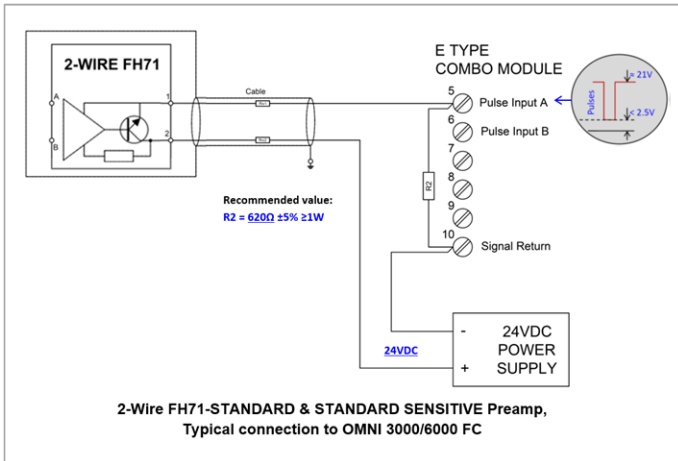 2-WIRE FH71
A
B
1
2
Cable
E TYPE
COMBO MODULE
5
Pulse Input A
6
Pulse Input B
7
8
9
10
Signal Return
R2
Pulses
≈ 21V
< 2.5V
Recommended value:
R2 = 620Ω ±5% ≥1W
24VDC
-
+
24VDC
POWER
SUPPLY
2-Wire FH71-STANDARD & STANDARD SENSITIVE Preamp,
Typical connection to OMNI 3000/6000 FC